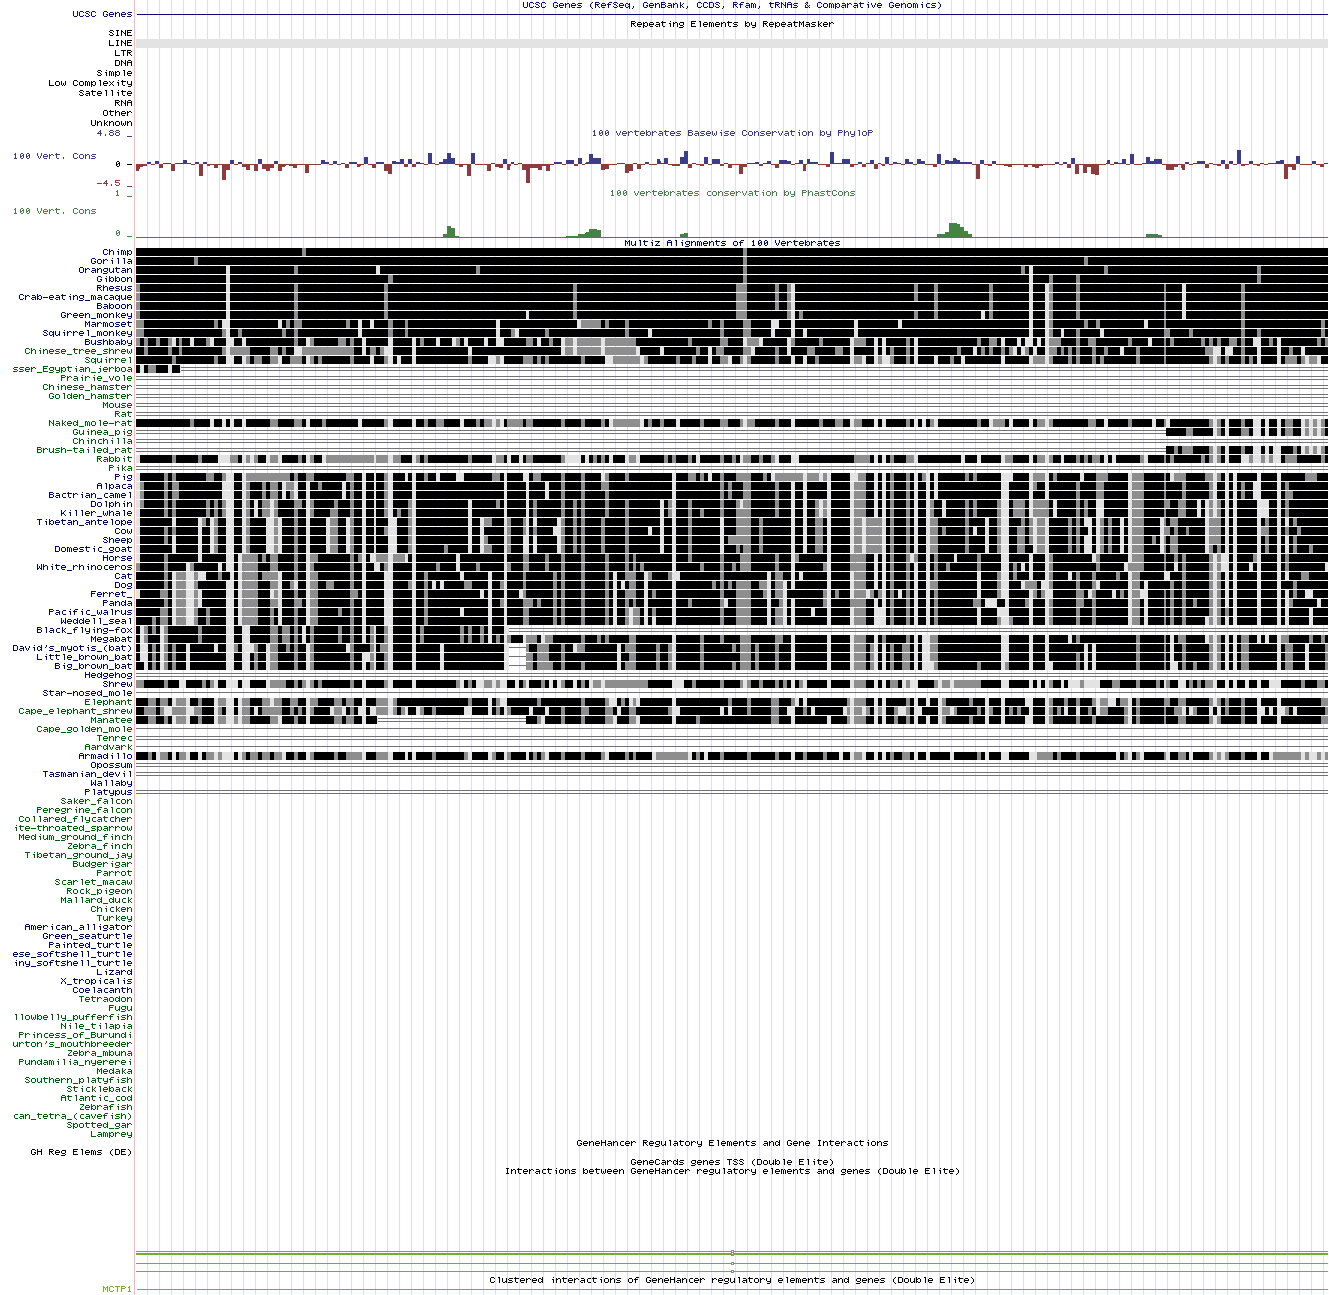 UCSC Genes (RefSeq, GenBank, CCDS, Rfam, tRNAs & Comparative Genomics)
UCSC Genes
Repeating Elements by RepeatMasker
SINE
LINE
LTR
DNA
Simple
Low Complexity
Satellite
RNA
Other
Unknown
100 vertebrates Basewise Conservation by PhyloP
4.88 _
100 Vert. Cons
0 _
-4.5 _
100 vertebrates conservation by PhastCons
1 _
100 Vert. Cons
0 _
Multiz Alignments of 100 Vertebrates
Chimp
Gorilla
Orangutan
Gibbon
Rhesus
Crab-eating_macaque
Baboon
Green_monkey
Marmoset
Squirrel_monkey
Bushbaby
Chinese_tree_shrew
Squirrel
sser_Egyptian_jerboa
Prairie_vole
Chinese_hamster
Golden_hamster
Mouse
Rat
Naked_mole-rat
Guinea_pig
Chinchilla
Brush-tailed_rat
Rabbit
Pika
Pig
Alpaca
Bactrian_camel
Dolphin
Killer_whale
Tibetan_antelope
Cow
Sheep
Domestic_goat
Horse
White_rhinoceros
Cat
Dog
Ferret_
Panda
Pacific_walrus
Weddell_seal
Black_flying-fox
Megabat
David's_myotis_(bat)
Little_brown_bat
Big_brown_bat
Hedgehog
Shrew
Star-nosed_mole
Elephant
Cape_elephant_shrew
Manatee
Cape_golden_mole
Tenrec
Aardvark
Armadillo
Opossum
Tasmanian_devil
Wallaby
Platypus
Saker_falcon
Peregrine_falcon
Collared_flycatcher
ite-throated_sparrow
Medium_ground_finch
Zebra_finch
Tibetan_ground_jay
Budgerigar
Parrot
Scarlet_macaw
Rock_pigeon
Mallard_duck
Chicken
Turkey
American_alligator
Green_seaturtle
Painted_turtle
ese_softshell_turtle
iny_softshell_turtle
Lizard
X_tropicalis
Coelacanth
Tetraodon
Fugu
llowbelly_pufferfish
Nile_tilapia
Princess_of_Burundi
urton's_mouthbreeder
Zebra_mbuna
Pundamilia_nyererei
Medaka
Southern_platyfish
Stickleback
Atlantic_cod
Zebrafish
can_tetra_(cavefish)
Spotted_gar
Lamprey
GeneHancer Regulatory Elements and Gene Interactions
GH Reg Elems (DE)
GeneCards genes TSS (Double Elite)
Interactions between GeneHancer regulatory elements and genes (Double Elite)
Clustered interactions of GeneHancer regulatory elements and genes (Double Elite)
MCTP1